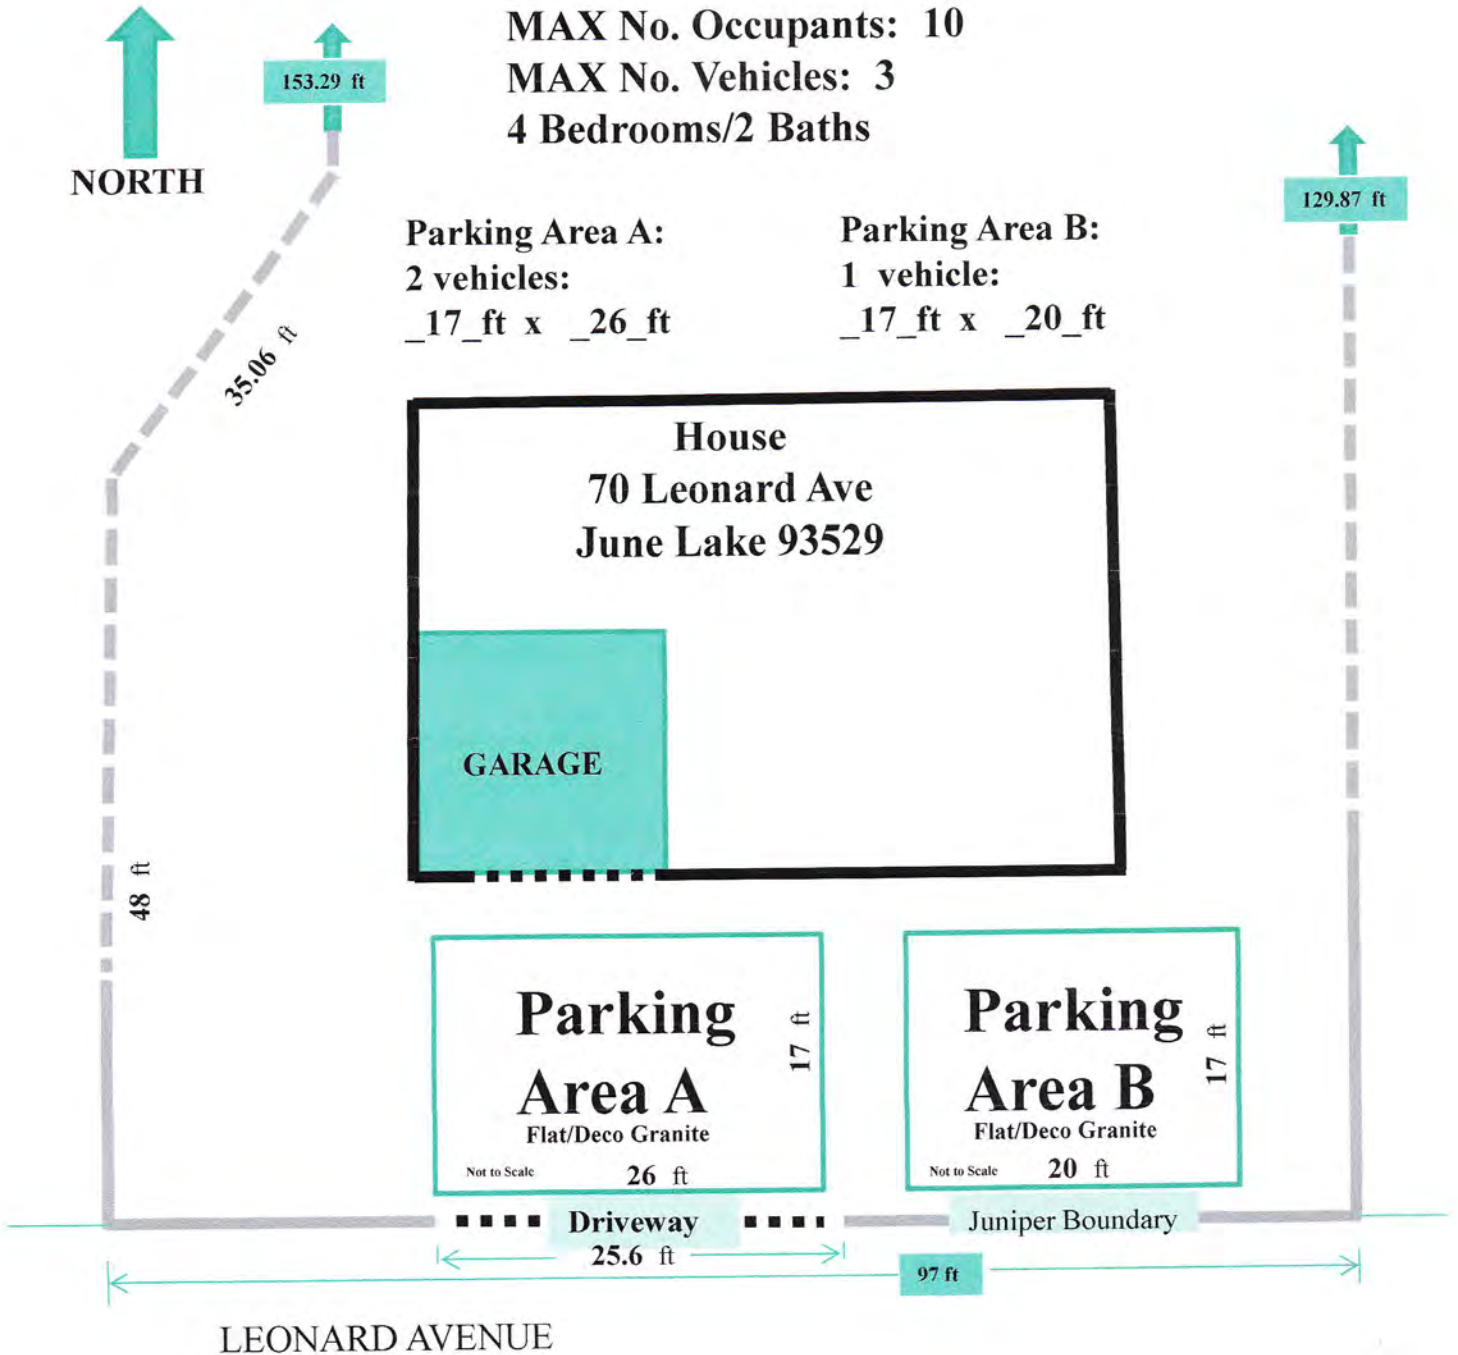 MAX No. Occupants: 10
MAX No. Vehicles: 3
4 Bedrooms/2 Baths
153.29 ft
NORTH
129.87 ft
Parking Area A:
2 vehicles:
_17_ft x _26_ft
Parking Area B:
1 vehicle:
_17_ft x _20_ft
35.06 ft
House
70 Leonard Ave
June Lake 93529
GARAGE
48 ft
Parking
Area A
Flat/Deco Granite
17 ft
Not to Scale
26 ft
Parking
Area B
Flat/Deco Granite
17 ft
Not to Scale
20 ft
Driveway
25.6 ft
Juniper Boundary
97 ft
LEONARD AVENUE